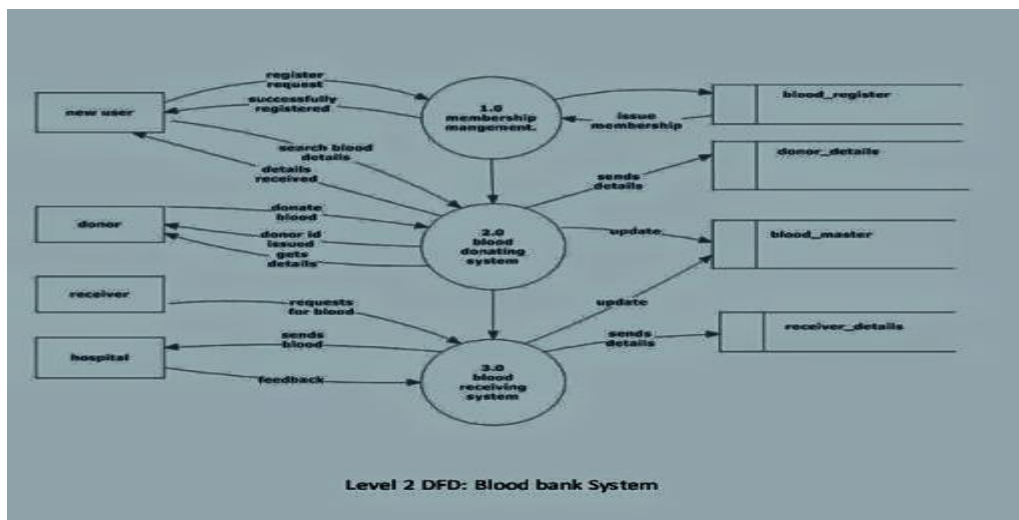 register
request
successfully
registered
new user
1.0
membership
mangement.
blood_register
issue
membership
search blood
details
details
received
donor_details
sends
details
donate
blood
donor
donor id
issued
gets
details
2.0
blood
donating
system
update
blood_master
receiver
requests
for blood
update
sends
details
receiver_details
hospital
sends
blood
feedback
3.0
blood
receiving
system
Level 2 DFD: Blood bank System